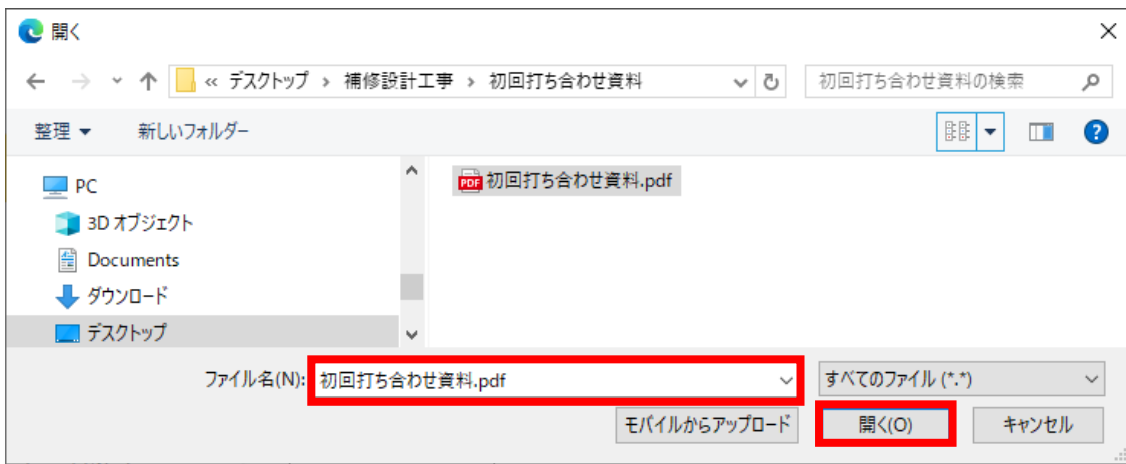 開く
« デスクトップ › 補修設計工事 › 初回打ち合わせ資料
初回打ち合わせ資料の検索
整理 新しいフォルダー
PC
3D オブジェクト
Documents
ダウンロード
デスクトップ
PDF 初回打ち合わせ資料.pdf
ファイル名(N): 初回打ち合わせ資料.pdf
すべてのファイル (*.*)
モバイルからアップロード 開く(O) キャンセル